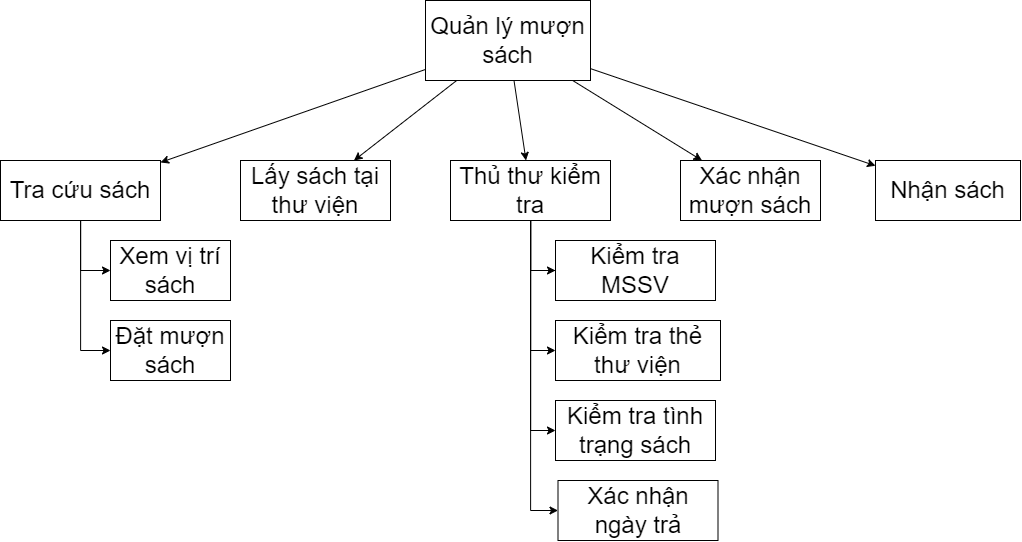 Quản lý mượn
sách
Tra cứu sách
Lấy sách tại
thư viện
Thủ thư kiểm
tra
Xác nhận
mượn sách
Nhận sách
Xem vị trí
sách
Đặt mượn
sách
Kiểm tra
MSSV
Kiểm tra thẻ
thư viện
Kiểm tra tình
trạng sách
Xác nhận
ngày trả